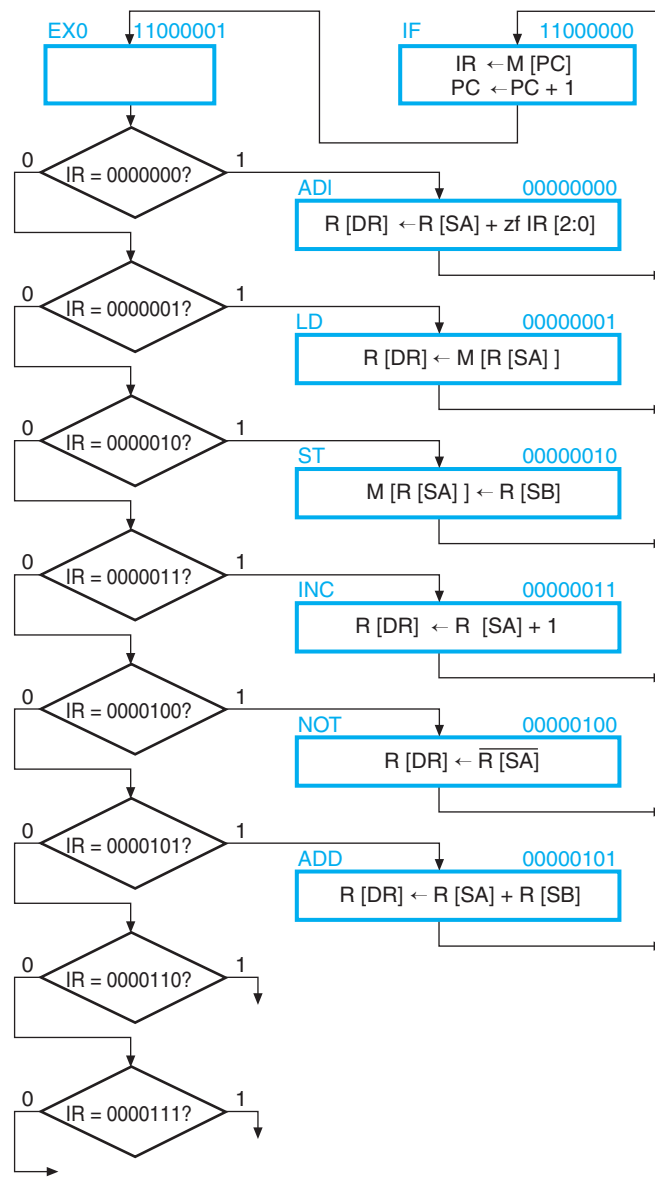 EX0 11000001
IF 11000000
IR ← M [PC]
PC ← PC + 1
0 IR = 0000000? 1
ADI 00000000
R [DR] ← R [SA] + zf IR [2:0]
0 IR = 0000001? 1
LD 00000001
R [DR] ← M [R [SA] ]
0 IR = 0000010? 1
ST 00000010
M [R [SA] ] ← R [SB]
0 IR = 0000011? 1
INC 00000011
R [DR] ← R [SA] + 1
0 IR = 0000100? 1
NOT 00000100
R [DR] ← R̅ ̅[̅S̅A̅]̅
0 IR = 0000101? 1
ADD 00000101
R [DR] ← R [SA] + R [SB]
0 IR = 0000110? 1
0 IR = 0000111? 1